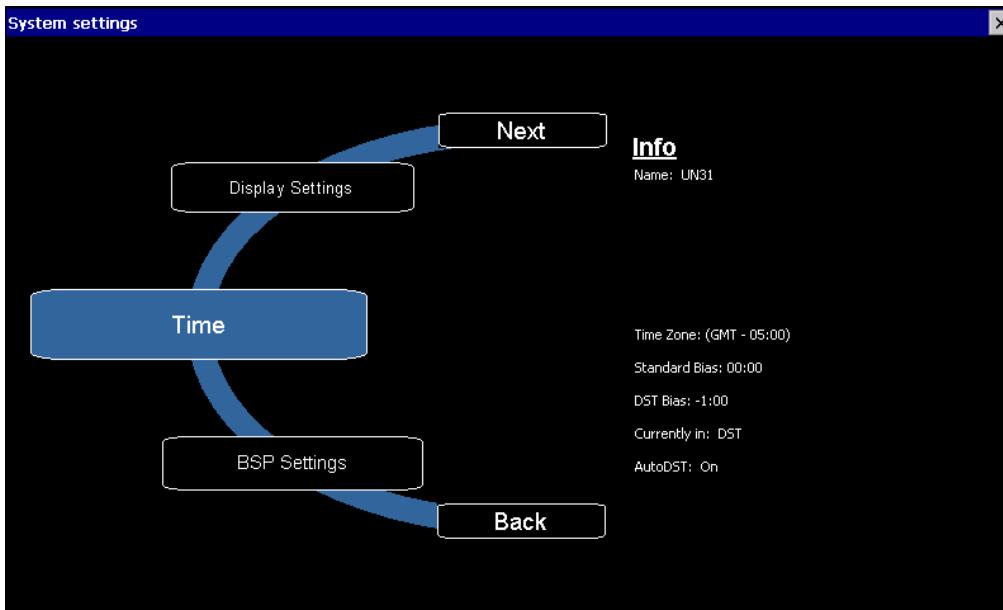 System settings
Next
Info
Name: UN31
Display Settings
Time
Time Zone: (GMT - 05:00)
Standard Bias: 00:00
DST Bias: -1:00
Currently in: DST
AutoDST: On
BSP Settings
Back